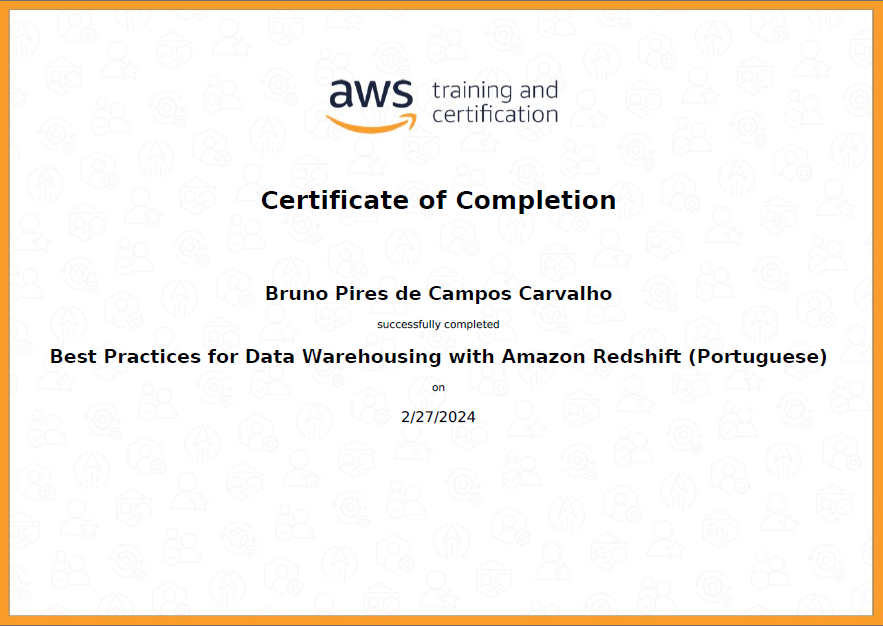 aws training and
certification
Certificate of Completion
Bruno Pires de Campos Carvalho
successfully completed
Best Practices for Data Warehousing with Amazon Redshift (Portuguese)
on
2/27/2024